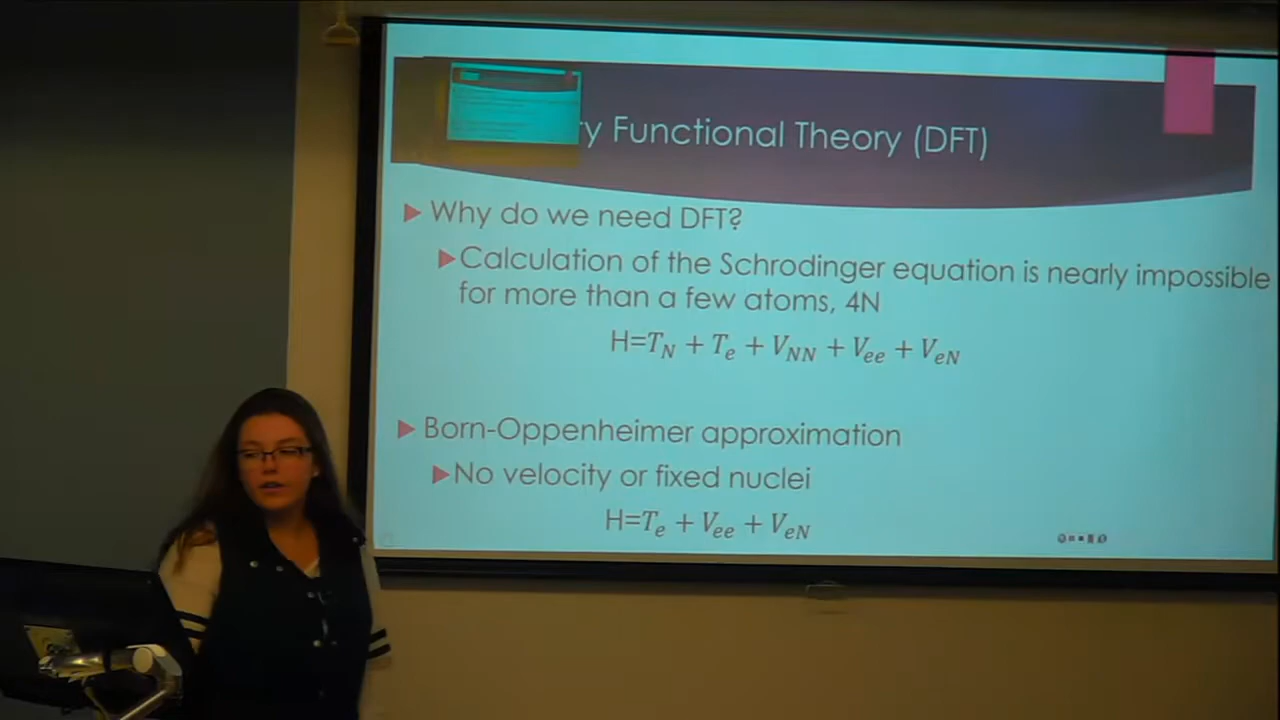 Functional Theory (DFT)
Why do we need DFT?
Calculation of the Schrodinger equation is nearly impossible
for more than a few atoms, 4N
H=T_N + T_e + V_NN + V_ee + V_eN
Born-Oppenheimer approximation
No velocity or fixed nuclei
H=T_e + V_ee + V_eN